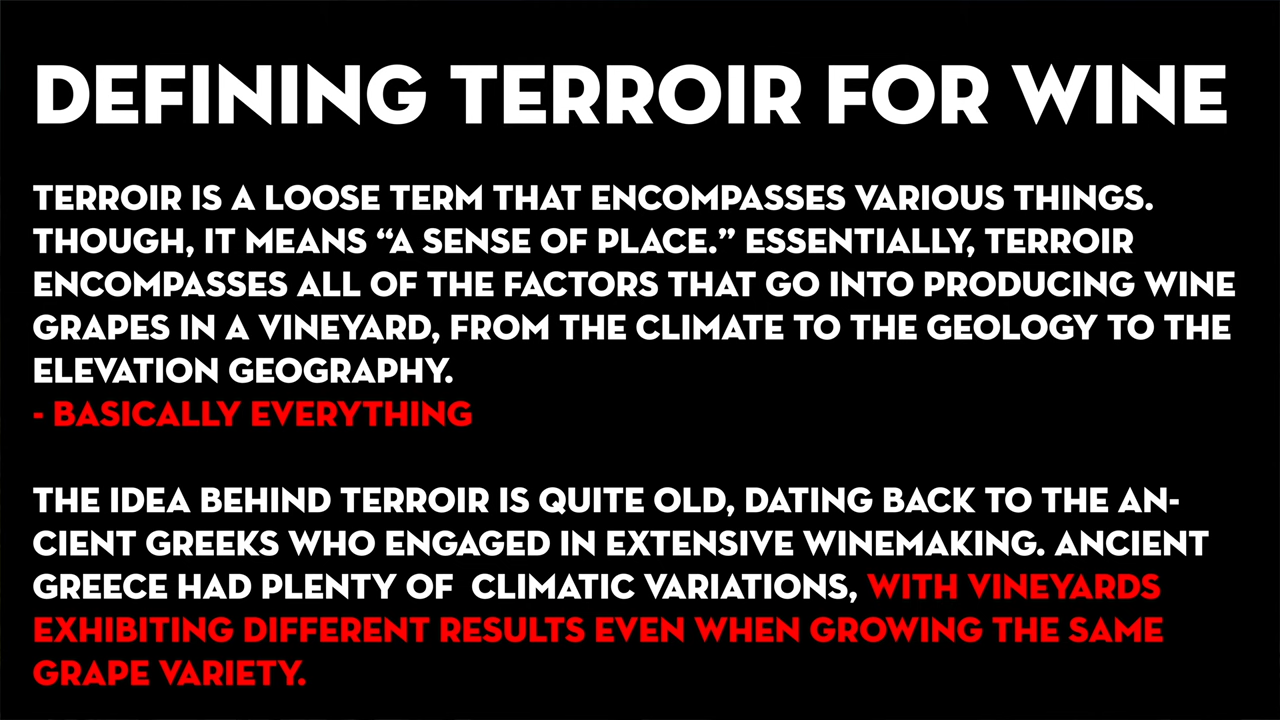 DEFINING TERROIR FOR WINE
TERROIR IS A LOOSE TERM THAT ENCOMPASSES VARIOUS THINGS.
THOUGH, IT MEANS “A SENSE OF PLACE.” ESSENTIALLY, TERROIR
ENCOMPASSES ALL OF THE FACTORS THAT GO INTO PRODUCING WINE
GRAPES IN A VINEYARD, FROM THE CLIMATE TO THE GEOLOGY TO THE
ELEVATION GEOGRAPHY.
- BASICALLY EVERYTHING
THE IDEA BEHIND TERROIR IS QUITE OLD, DATING BACK TO THE AN-
CIENT GREEKS WHO ENGAGED IN EXTENSIVE WINEMAKING. ANCIENT
GREECE HAD PLENTY OF  CLIMATIC VARIATIONS, WITH VINEYARDS
EXHIBITING DIFFERENT RESULTS EVEN WHEN GROWING THE SAME
GRAPE VARIETY.